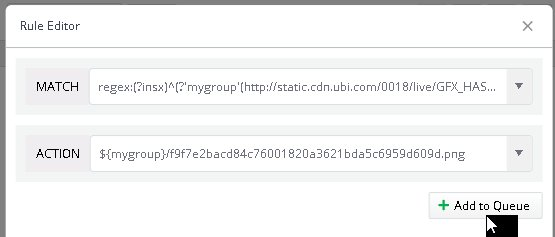 Rule Editor
MATCH regex:(?insx)^(?'mygroup'(http://static.cdn.ubi.com/0018/live/GFX_HAS...
ACTION ${mygroup}/f9f7e2bacd84c76001820a3621bda5c6959d609d.png
Add to Queue